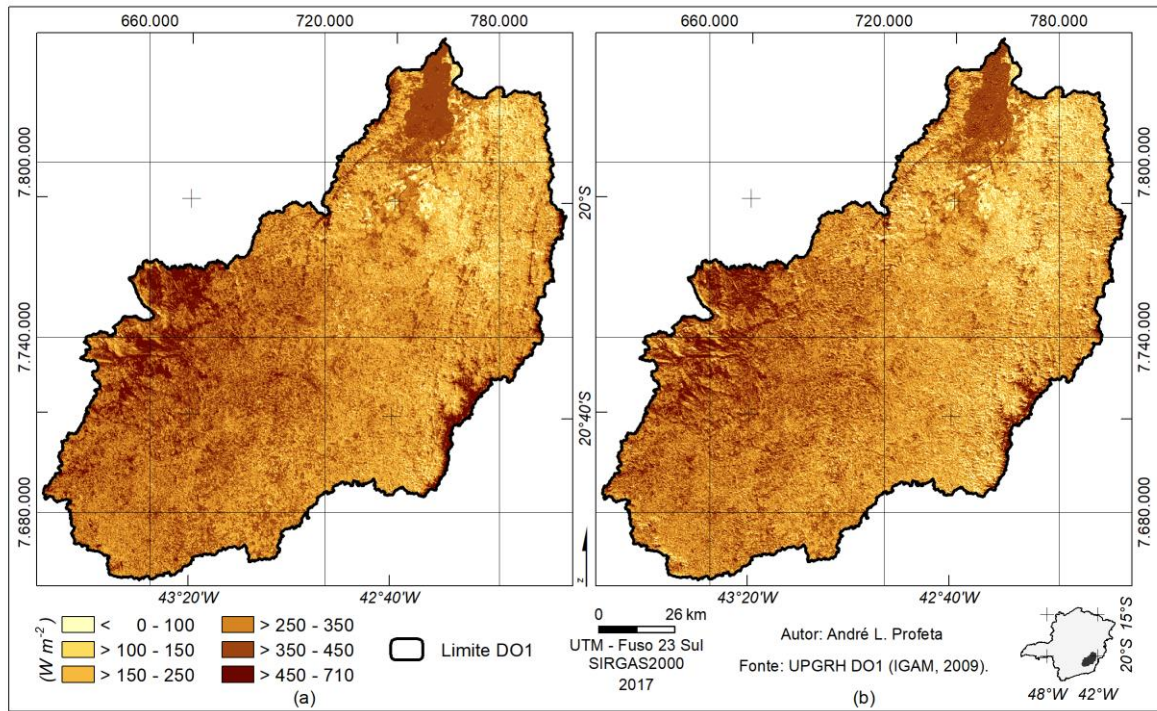 660.000 720.000 780.000 660.000 720.000 780.000
7.800.000 7.740.000 7.680.000
20°S 20°40'S
7.800.000 7.740.000 7.680.000
43°20'W 42°40'W 43°20'W 42°40'W
(W m-2)
< 0 - 100 > 250 - 350
> 100 - 150 > 350 - 450
> 150 - 250 > 450 - 710
Limite DO1
(a)
z
0 26 km
UTM - Fuso 23 Sul
SIRGAS2000
2017
Autor: André L. Profeta
Fonte: UPGRH DO1 (IGAM, 2009).
(b)
20°S 15°S
48°W 42°W